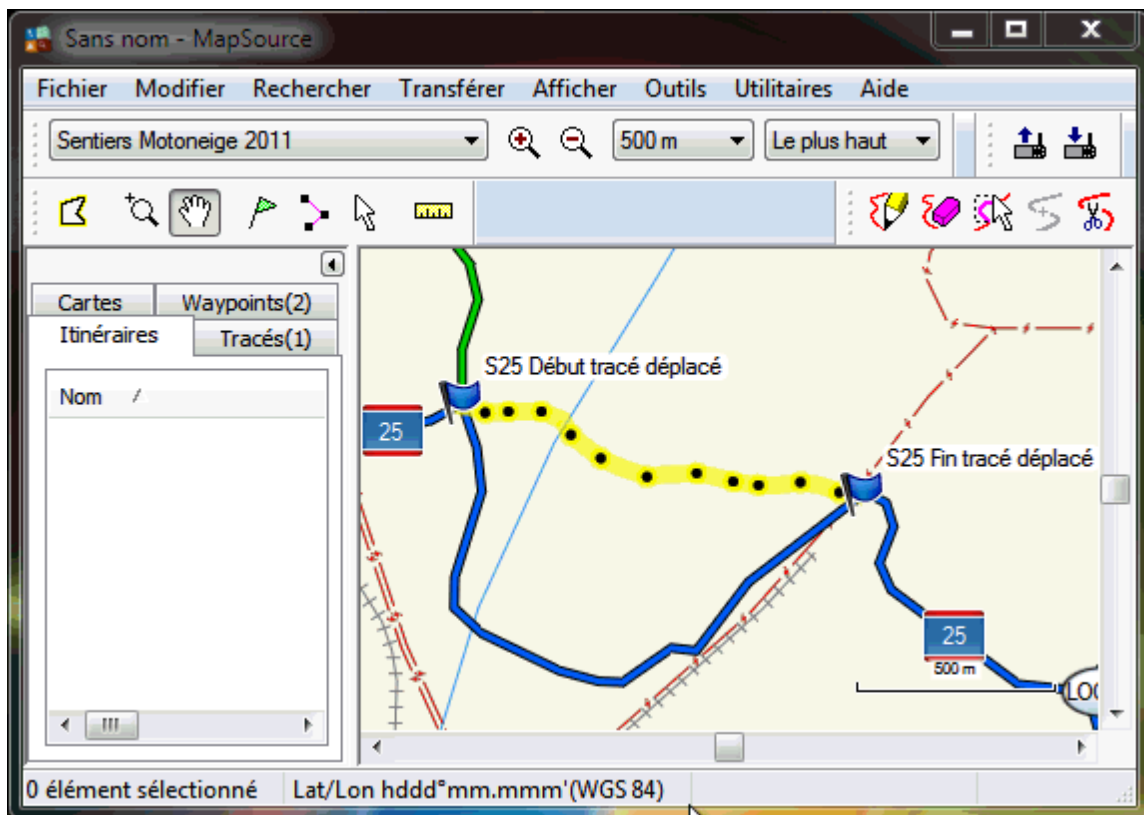 Sans nom - MapSource
Fichier Modifier Rechercher Transférer Afficher Outils Utilitaires Aide
Sentiers Motoneige 2011 500 m Le plus haut
Cartes Waypoints(2)
Itinéraires Tracés(1)
Nom
S25 Début tracé déplacé
25
S25 Fin tracé déplacé
25
500 m
0 élément sélectionné Lat/Lon hddd°mm.mmm'(WGS 84)